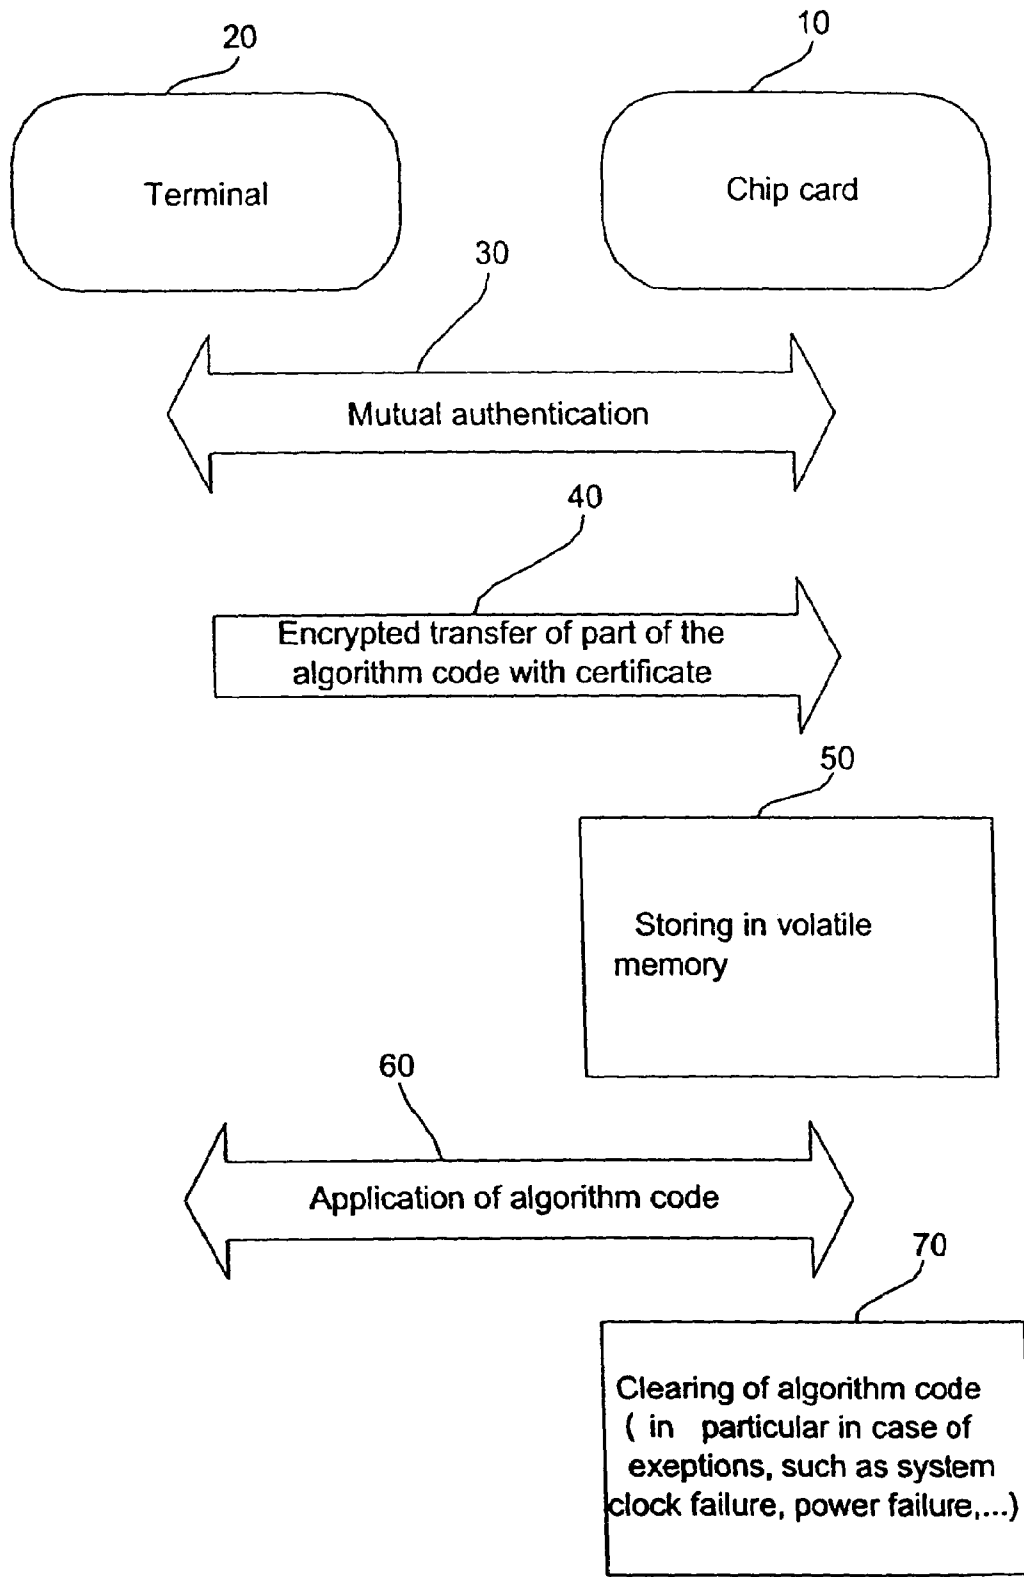 20
10
Terminal
Chip card
30
Mutual authentication
40
Encrypted transfer of part of the
algorithm code with certificate
50
Storing in volatile
memory
60
Application of algorithm code
70
Clearing of algorithm code
( in particular in case of
exeptions, such as system
clock failure, power failure,...)